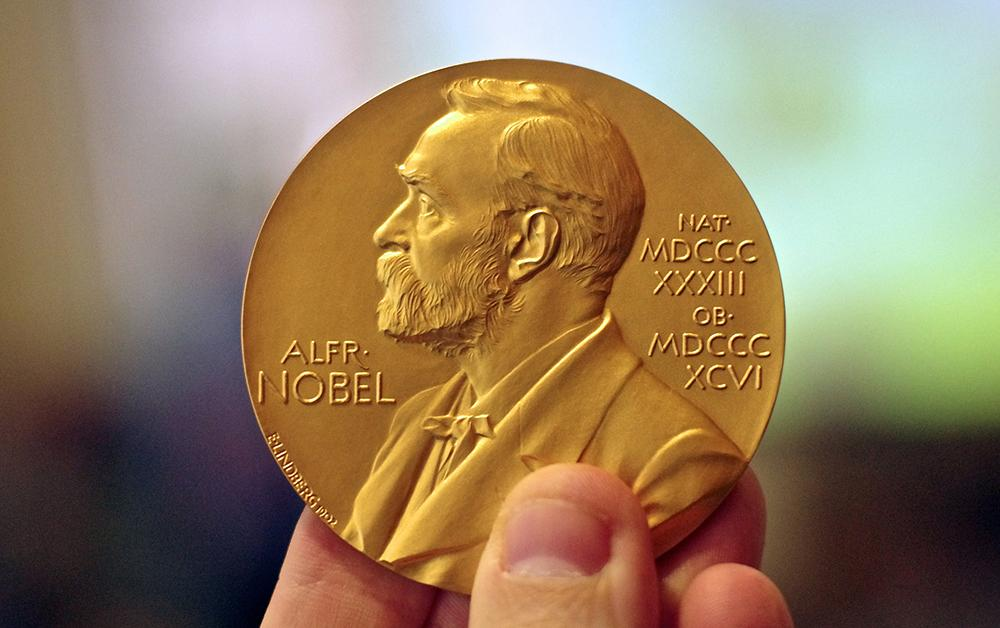 ALFR·
NOBEL
E·LINDBERG 1902
NAT·
MDCCC
XXXIII
OB·
MDCCC
XCVI